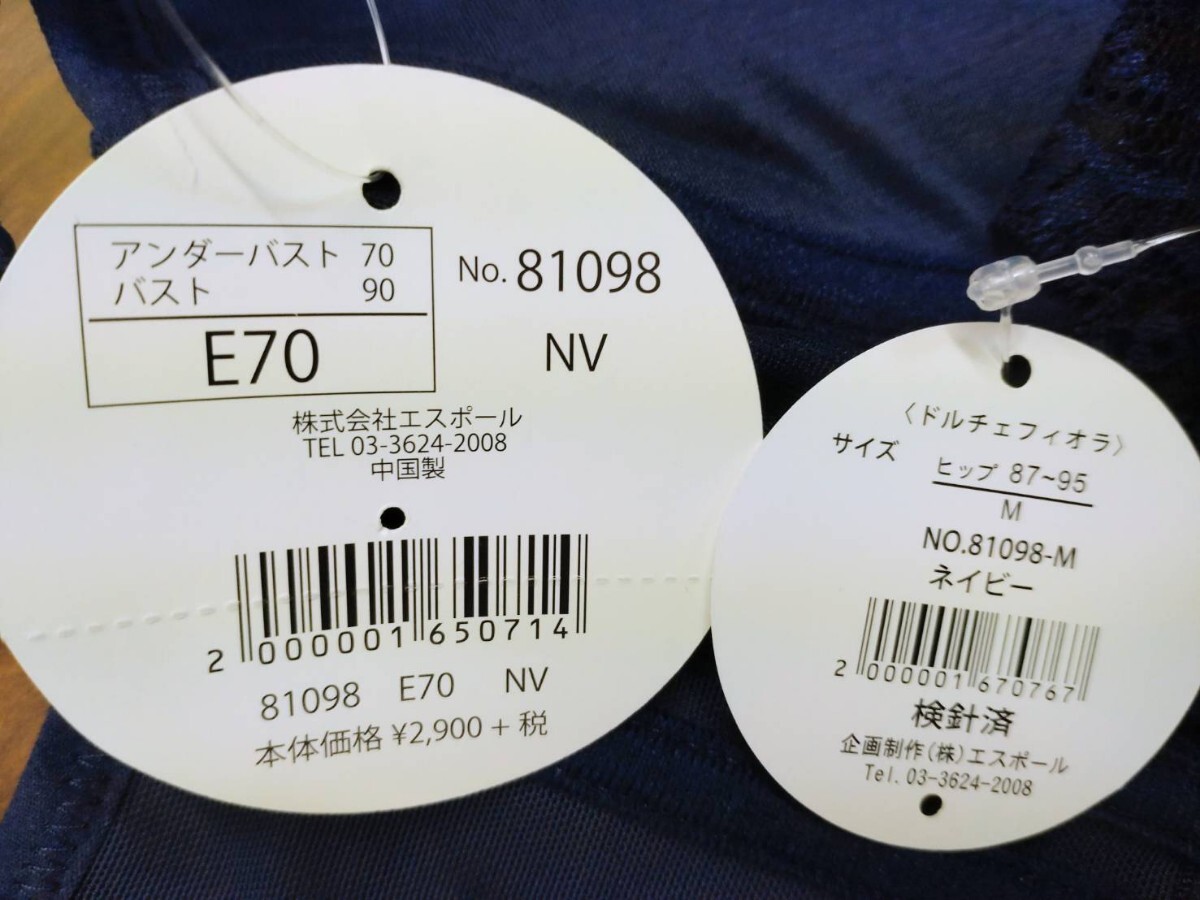 アンダーバスト 70
バスト 90
E70
No. 81098
NV
株式会社エスポール
TEL 03-3624-2008
中国製
2 000001 650714
81098 E70 NV
本体価格 ¥2,900 + 税
〈ドルチェフィオラ〉
サイズ
ヒップ 87~95
M
NO.81098-M
ネイビー
2 000001 670767
検針済
企画制作(株)エスポール
Tel. 03-3624-2008